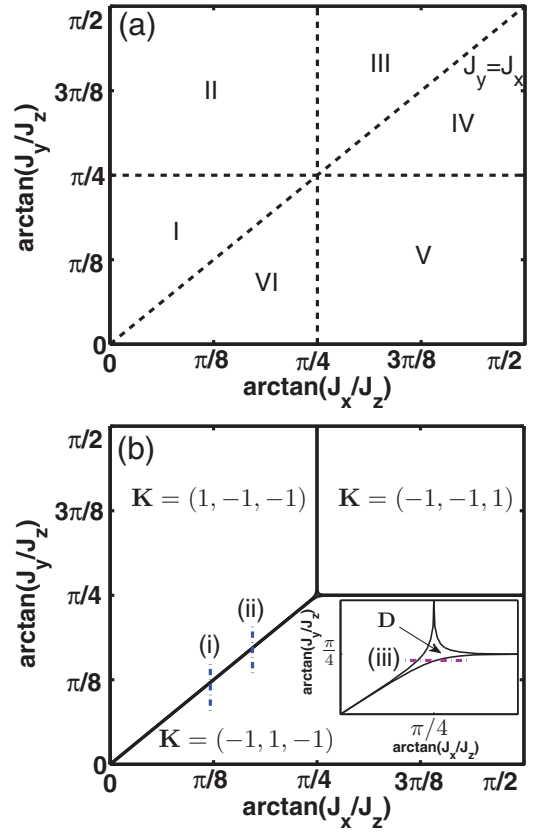 (a)
π/2
3π/8
π/4
π/8
0
arctan(J_y/J_z)
II
III
J_y=J_x
IV
I
VI
V
0
π/8
π/4
3π/8
π/2
arctan(J_x/J_z)
(b)
π/2
3π/8
π/4
π/8
0
arctan(J_y/J_z)
K = (1, −1, −1)
K = (−1, −1, 1)
(i)
(ii)
K = (−1, 1, −1)
arctan(J_y/J_z)
π/4
D
(iii)
π/4
arctan(J_x/J_z)
0
π/8
π/4
3π/8
π/2
arctan(J_x/J_z)